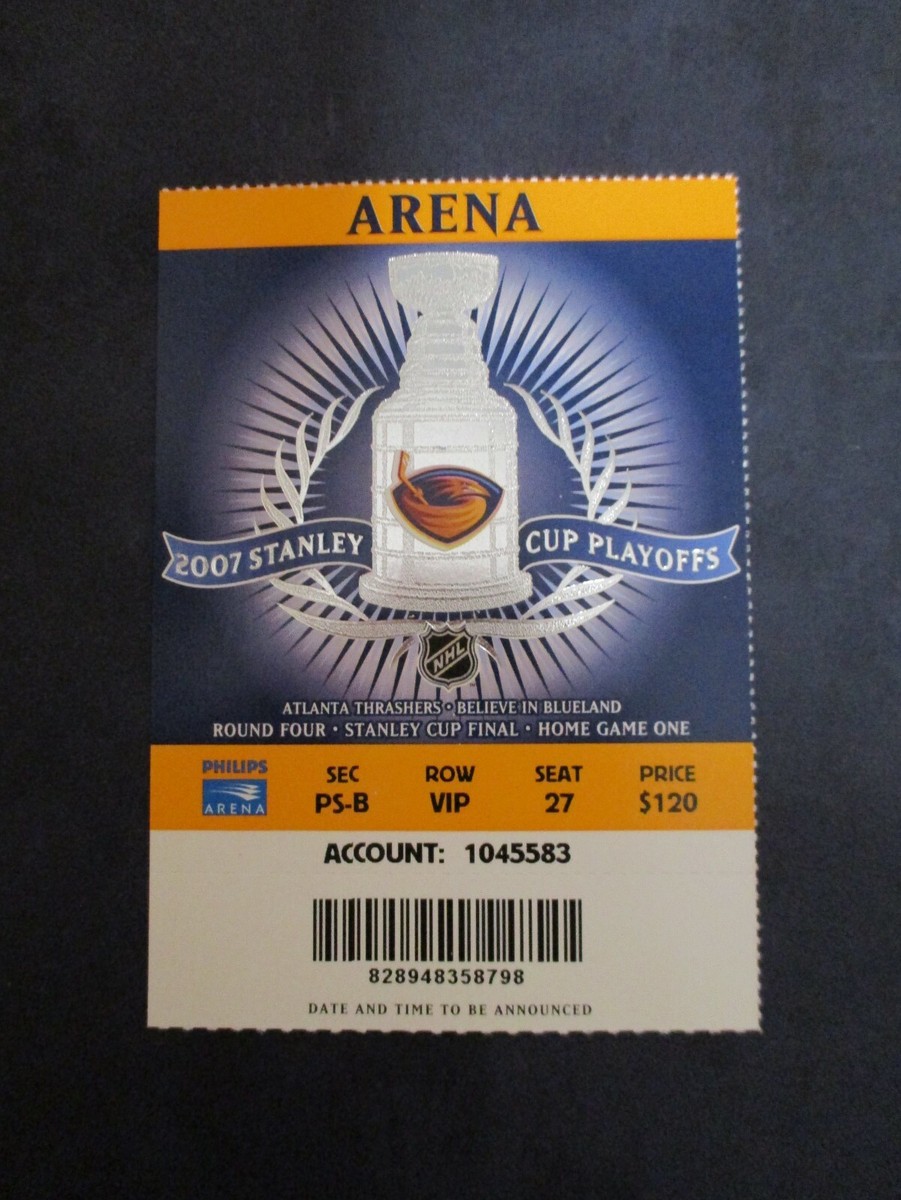 ARENA
2007 STANLEY CUP PLAYOFFS
NHL
ATLANTA THRASHERS • BELIEVE IN BLUELAND
ROUND FOUR • STANLEY CUP FINAL • HOME GAME ONE
PHILIPS ARENA
SEC ROW SEAT PRICE
PS-B VIP 27 $120
ACCOUNT: 1045583
828948358798
DATE AND TIME TO BE ANNOUNCED